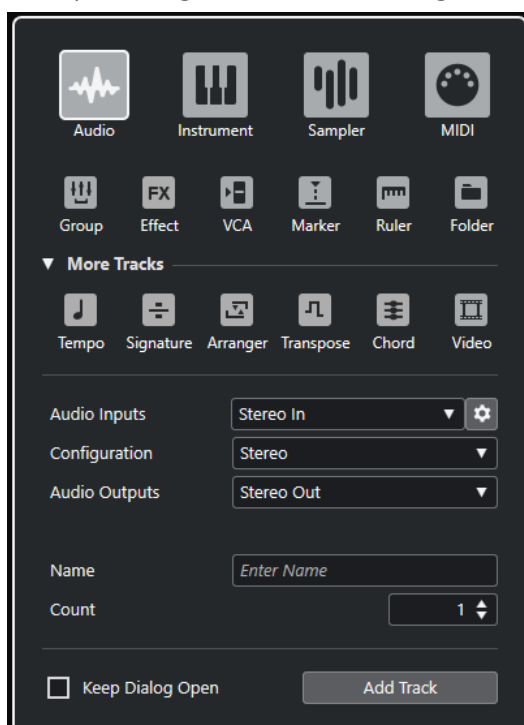 Audio Instrument Sampler MIDI
FX
Group Effect VCA Marker Ruler Folder
More Tracks
Tempo Signature Arranger Transpose Chord Video
Audio Inputs Stereo In
Configuration Stereo
Audio Outputs Stereo Out
Name Enter Name
Count 1
Keep Dialog Open Add Track